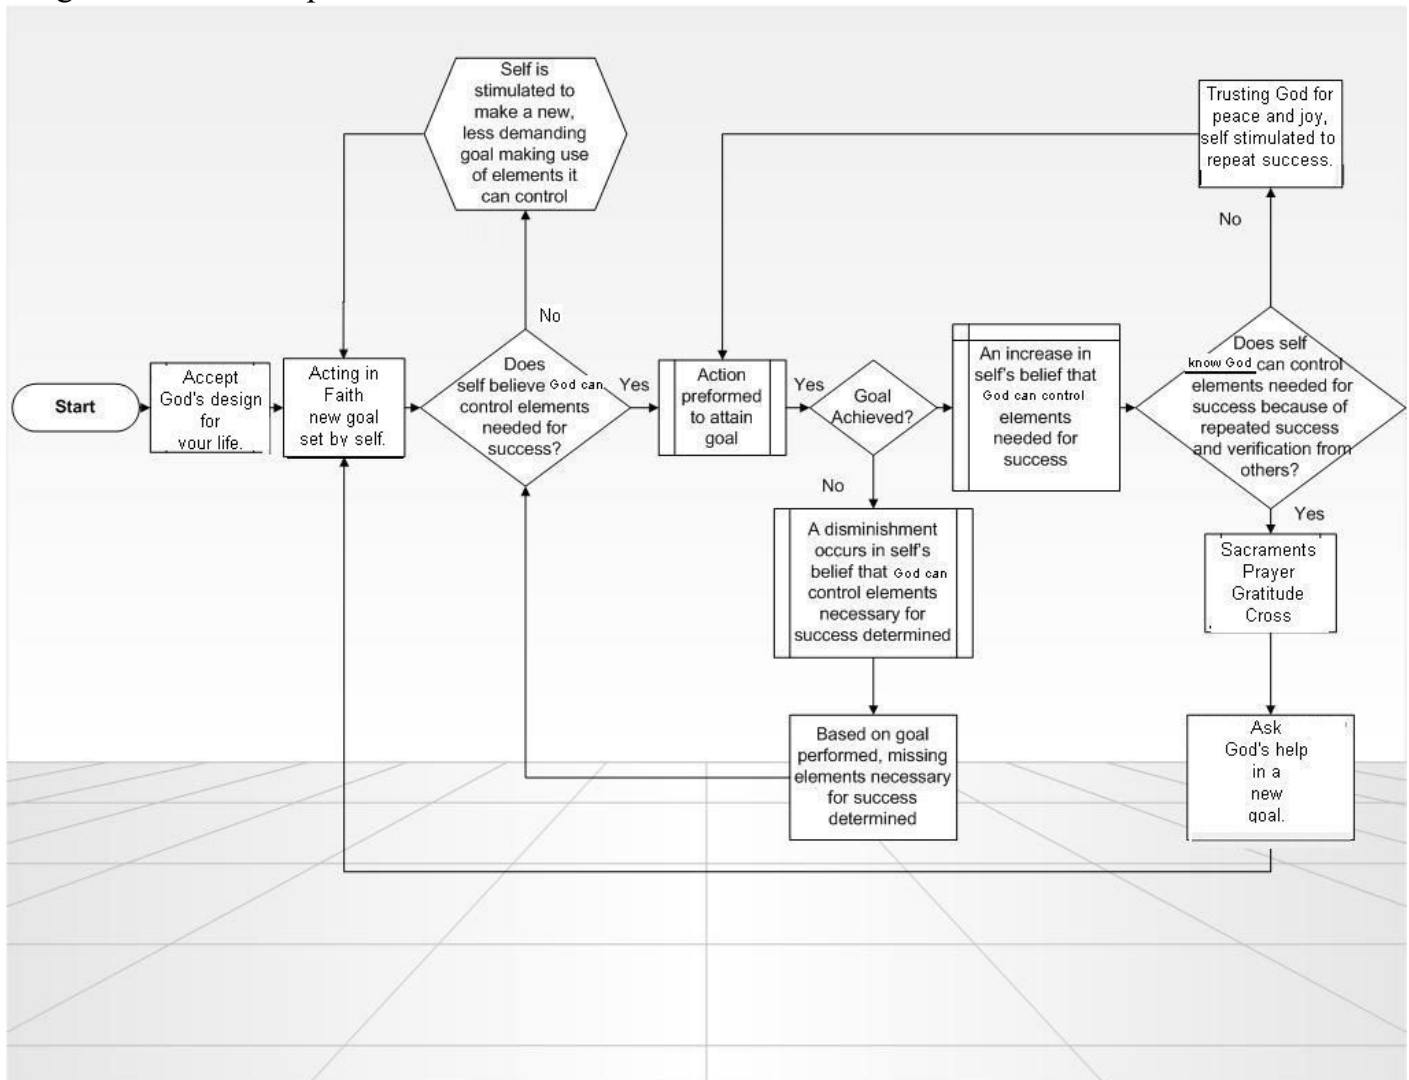 Self is
stimulated to
make a new,
less demanding
goal making use
of elements it
can control
Trusting God for
peace and joy,
self stimulated to
repeat success.
No
No
Start
Accept
God's design
for
your life.
Acting in
Faith
new goal
set by self.
Does
self believe God can
control elements
needed for
success?
Yes
Action
preformed
to attain
goal
Yes
Goal
Achieved?
An increase in
self's belief that
God can control
elements
needed for
success
Does self
know God can control
elements needed for
success because of
repeated success
and verification from
others?
No
A disminishment
occurs in self's
belief that God can
control elements
necessary for
success determined
Yes
Sacraments
Prayer
Gratitude
Cross
Based on goal
performed, missing
elements necessary
for success
determined
Ask
God's help
in a
new
goal.